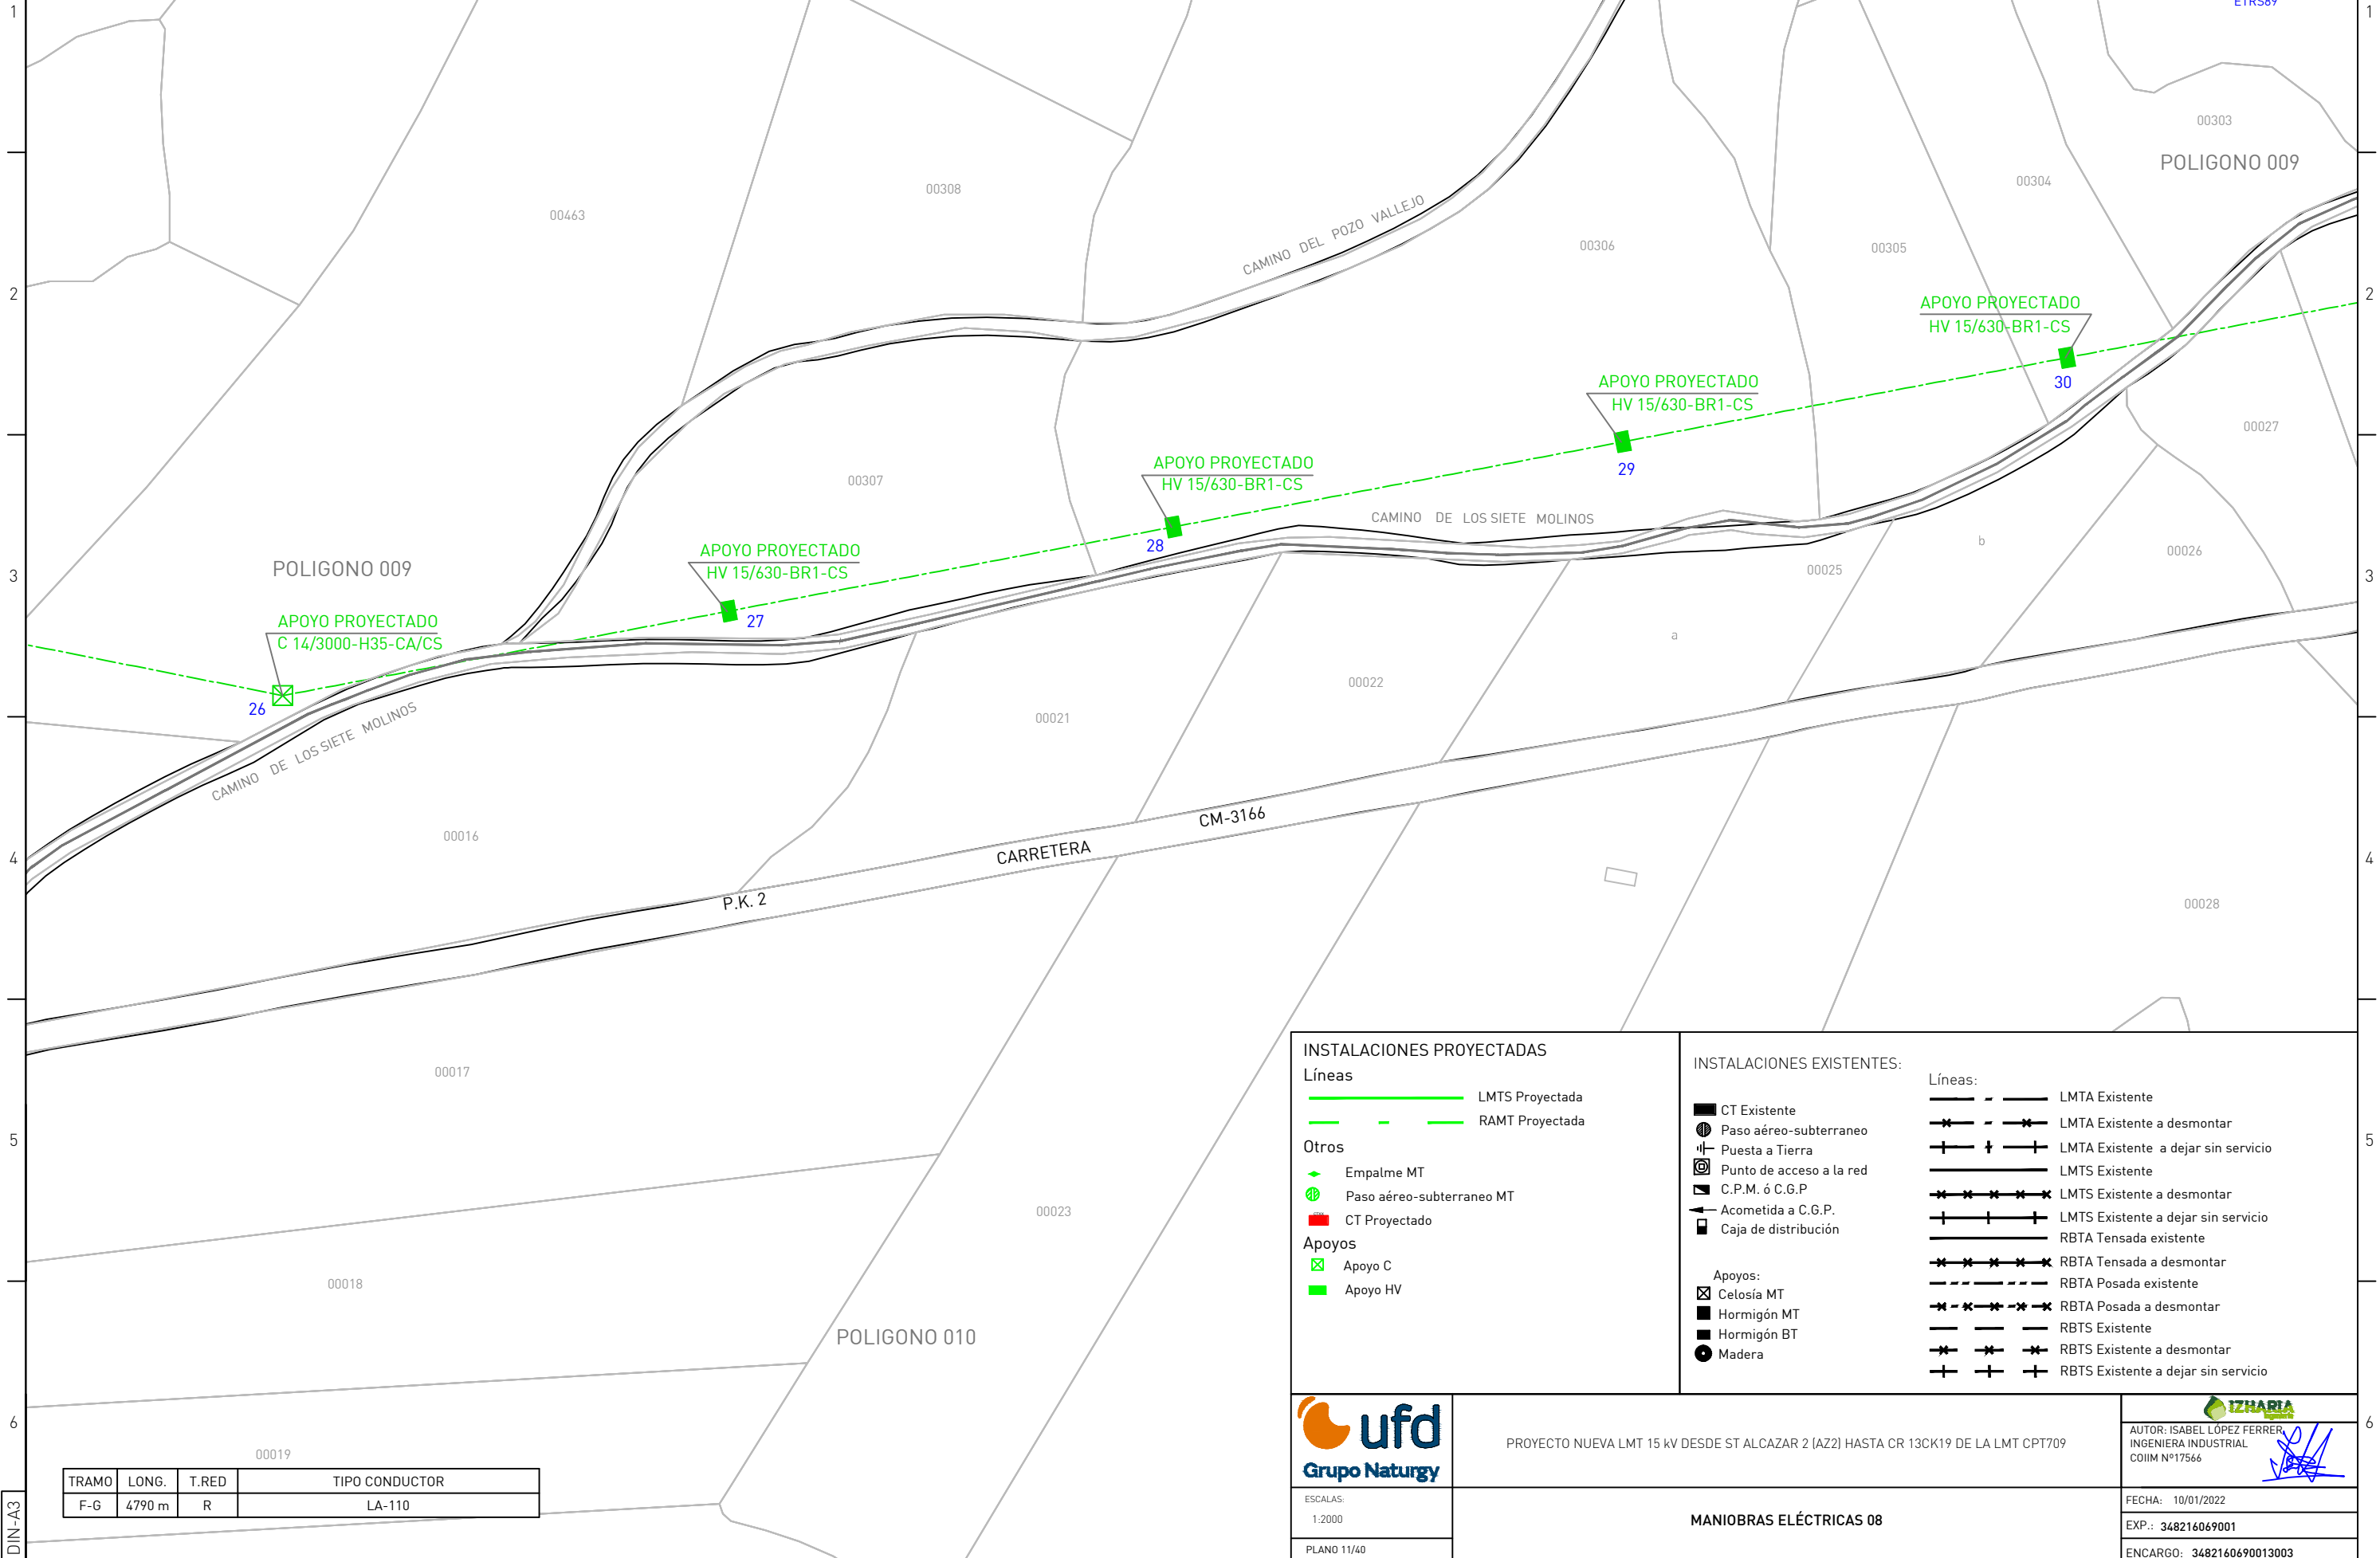 1
1
ETRS89
00303
POLIGONO 009
00304
00308
00463
CAMINO DEL POZO VALLEJO
00306
00305
2
2
APOYO PROYECTADO
HV 15/630-BR1-CS
30
APOYO PROYECTADO
HV 15/630-BR1-CS
29
00027
APOYO PROYECTADO
HV 15/630-BR1-CS
28
00307
CAMINO DE LOS SIETE MOLINOS
b
00026
00025
3
3
POLIGONO 009
APOYO PROYECTADO
HV 15/630-BR1-CS
27
APOYO PROYECTADO
C 14/3000-H35-CA/CS
26
a
00022
00021
CAMINO DE LOS SIETE MOLINOS
00016
CARRETERA CM-3166
4
4
P.K. 2
00028
00017
5
5
00023
00018
POLIGONO 010
00019
6
6
INSTALACIONES PROYECTADAS
Líneas
LMTS Proyectada
RAMT Proyectada
Otros
Empalme MT
Paso aéreo-subterraneo MT
CT Proyectado
Apoyos
Apoyo C
Apoyo HV
INSTALACIONES EXISTENTES:
CT Existente
Paso aéreo-subterraneo
Puesta a Tierra
Punto de acceso a la red
C.P.M. ó C.G.P
Acometida a C.G.P.
Caja de distribución
Apoyos:
Celosía MT
Hormigón MT
Hormigón BT
Madera
Líneas:
LMTA Existente
LMTA Existente a desmontar
LMTA Existente a dejar sin servicio
LMTS Existente
LMTS Existente a desmontar
LMTS Existente a dejar sin servicio
RBTA Tensada existente
RBTA Tensada a desmontar
RBTA Posada existente
RBTA Posada a desmontar
RBTS Existente
RBTS Existente a desmontar
RBTS Existente a dejar sin servicio
TRAMO LONG. T.RED TIPO CONDUCTOR
F-G 4790 m R LA-110
DIN-A3
ufd
Grupo Naturgy
PROYECTO NUEVA LMT 15 kV DESDE ST ALCAZAR 2 (AZ2) HASTA CR 13CK19 DE LA LMT CPT709
IZHARIA
AUTOR: ISABEL LÓPEZ FERRER
INGENIERA INDUSTRIAL
COIIM Nº17566
ESCALAS:
1:2000
PLANO 11/40
MANIOBRAS ELÉCTRICAS 08
FECHA: 10/01/2022
EXP.: 348216069001
ENCARGO: 3482160690013003